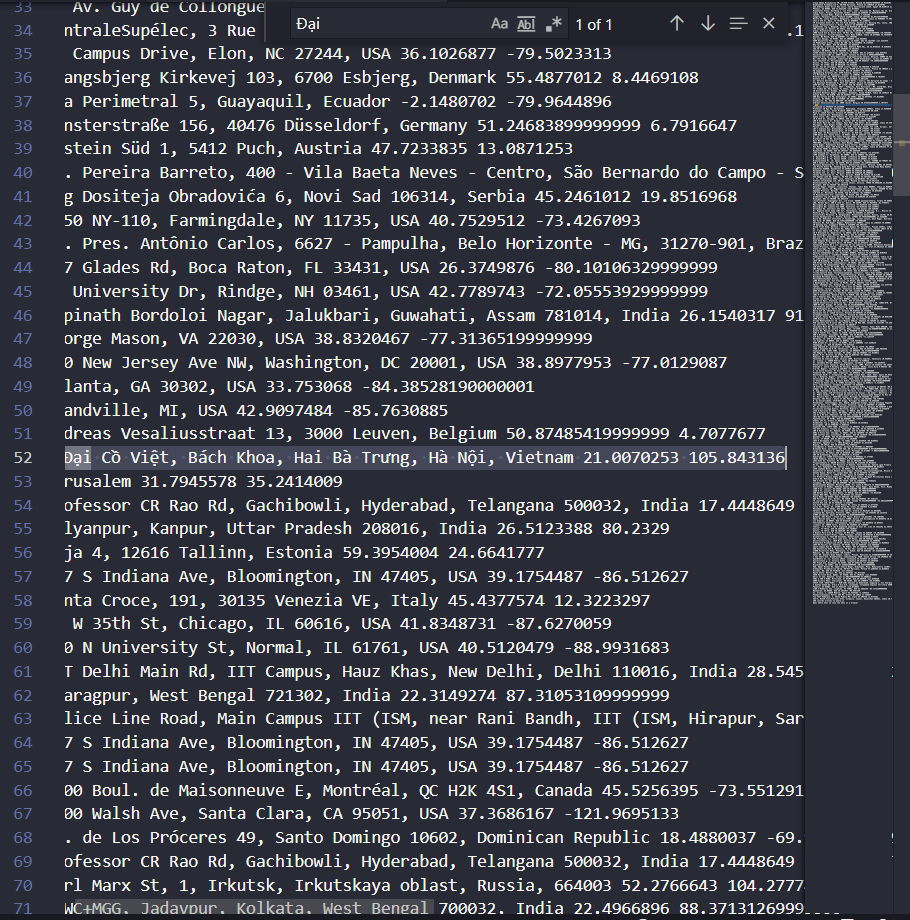 Đại
Aa ab .* 1 of 1
33 Av. Guy de Collongue
34 ntraleSupélec, 3 Rue
35 Campus Drive, Elon, NC 27244, USA 36.1026877 -79.5023313
36 angsbjerg Kirkevej 103, 6700 Esbjerg, Denmark 55.4877012 8.4469108
37 a Perimetral 5, Guayaquil, Ecuador -2.1480702 -79.9644896
38 nsterstraße 156, 40476 Düsseldorf, Germany 51.24683899999999 6.7916647
39 stein Süd 1, 5412 Puch, Austria 47.7233835 13.0871253
40 . Pereira Barreto, 400 - Vila Baeta Neves - Centro, São Bernardo do Campo - S
41 g Dositeja Obradovića 6, Novi Sad 106314, Serbia 45.2461012 19.8516968
42 50 NY-110, Farmingdale, NY 11735, USA 40.7529512 -73.4267093
43 . Pres. Antônio Carlos, 6627 - Pampulha, Belo Horizonte - MG, 31270-901, Braz
44 7 Glades Rd, Boca Raton, FL 33431, USA 26.3749876 -80.10106329999999
45 University Dr, Rindge, NH 03461, USA 42.7789743 -72.05553929999999
46 pinath Bordoloi Nagar, Jalukbari, Guwahati, Assam 781014, India 26.1540317 91
47 orge Mason, VA 22030, USA 38.8320467 -77.31365199999999
48 0 New Jersey Ave NW, Washington, DC 20001, USA 38.8977953 -77.0129087
49 lanta, GA 30302, USA 33.753068 -84.38528190000001
50 andville, MI, USA 42.9097484 -85.7630885
51 dreas Vesaliusstraat 13, 3000 Leuven, Belgium 50.87485419999999 4.7077677
52 Đại Cồ Việt, Bách Khoa, Hai Bà Trưng, Hà Nội, Vietnam 21.0070253 105.843136
53 rusalem 31.7945578 35.2414009
54 ofessor CR Rao Rd, Gachibowli, Hyderabad, Telangana 500032, India 17.4448649
55 lyanpur, Kanpur, Uttar Pradesh 208016, India 26.5123388 80.2329
56 ja 4, 12616 Tallinn, Estonia 59.3954004 24.6641777
57 7 S Indiana Ave, Bloomington, IN 47405, USA 39.1754487 -86.512627
58 nta Croce, 191, 30135 Venezia VE, Italy 45.4377574 12.3223297
59 W 35th St, Chicago, IL 60616, USA 41.8348731 -87.6270059
60 0 N University St, Normal, IL 61761, USA 40.5120479 -88.9931683
61 T Delhi Main Rd, IIT Campus, Hauz Khas, New Delhi, Delhi 110016, India 28.545
62 aragpur, West Bengal 721302, India 22.3149274 87.31053109999999
63 lice Line Road, Main Campus IIT (ISM, near Rani Bandh, IIT (ISM, Hirapur, Sar
64 7 S Indiana Ave, Bloomington, IN 47405, USA 39.1754487 -86.512627
65 7 S Indiana Ave, Bloomington, IN 47405, USA 39.1754487 -86.512627
66 00 Boul. de Maisonneuve E, Montréal, QC H2K 4S1, Canada 45.5256395 -73.551291
67 00 Walsh Ave, Santa Clara, CA 95051, USA 37.3686167 -121.9695133
68 . de Los Próceres 49, Santo Domingo 10602, Dominican Republic 18.4880037 -69.
69 ofessor CR Rao Rd, Gachibowli, Hyderabad, Telangana 500032, India 17.4448649
70 rl Marx St, 1, Irkutsk, Irkutskaya oblast, Russia, 664003 52.2766643 104.2777
71 WC+MGG, Jadavpur, Kolkata, West Bengal 700032, India 22.4966896 88.3713126999